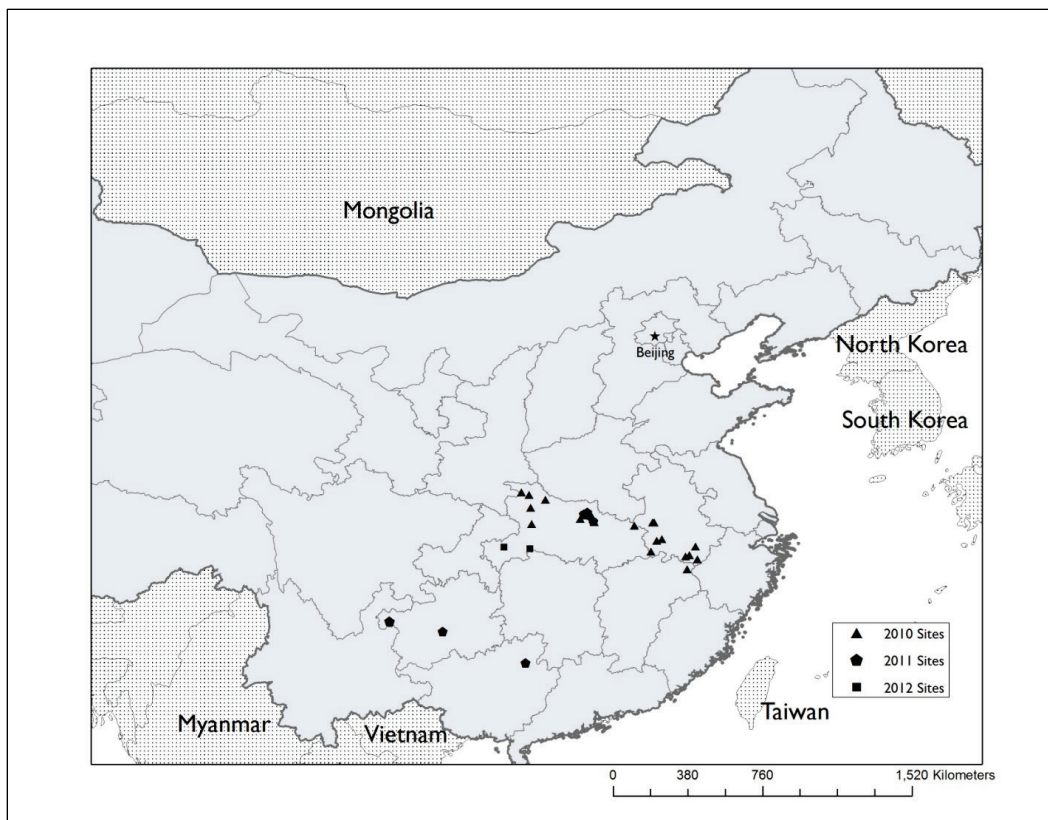 Mongolia
Beijing
North Korea
South Korea
2010 Sites
2011 Sites
2012 Sites
Taiwan
Myanmar
Vietnam
0 380 760 1,520 Kilometers